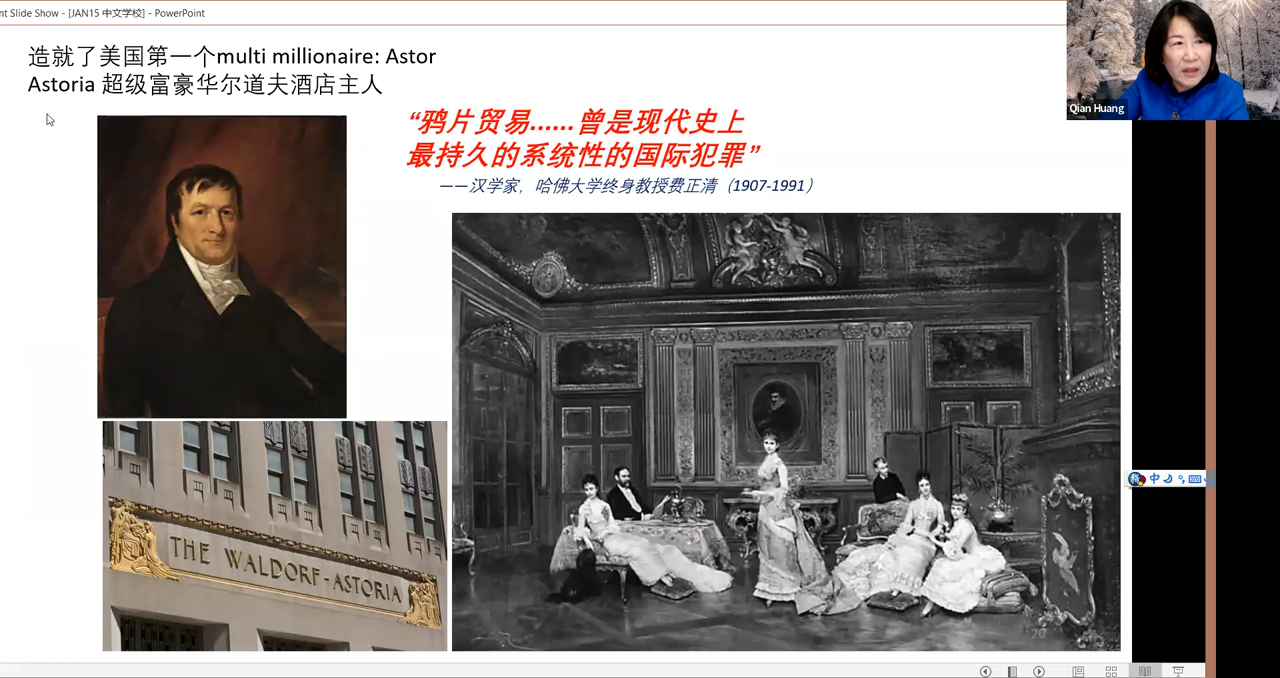 nt Slide Show - [JAN15 中文学校] - PowerPoint
造就了美国第一个multi millionaire: Astor
Astoria 超级富豪华尔道夫酒店主人
“鸦片贸易……曾是现代史上
最持久的系统性的国际犯罪”
——汉学家，哈佛大学终身教授费正清（1907-1991）
Qian Huang
THE WALDORF-ASTORIA
中
20